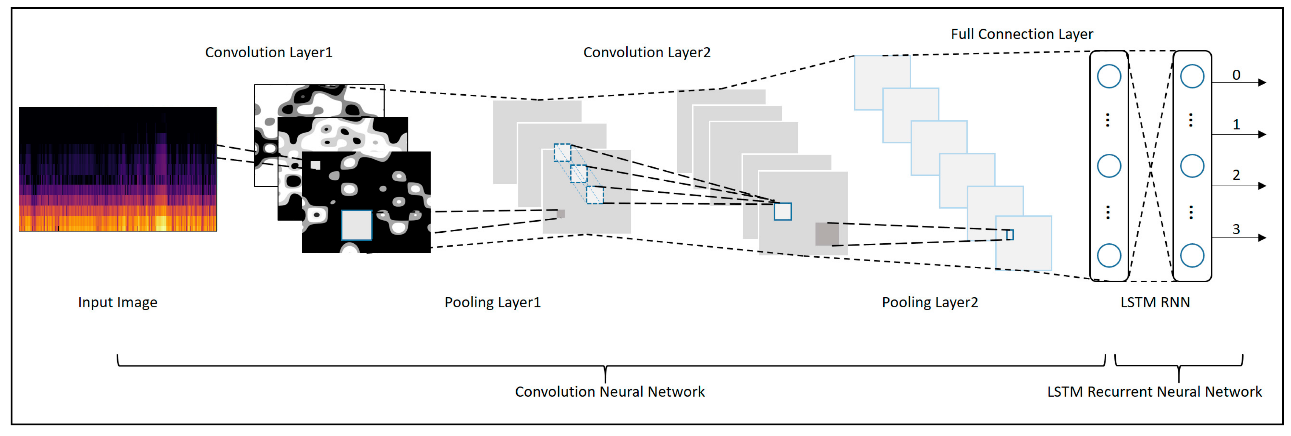 Full Connection Layer
Convolution Layer1
Convolution Layer2
0
1
2
3
Input Image
Pooling Layer1
Pooling Layer2
LSTM RNN
Convolution Neural Network
LSTM Recurrent Neural Network